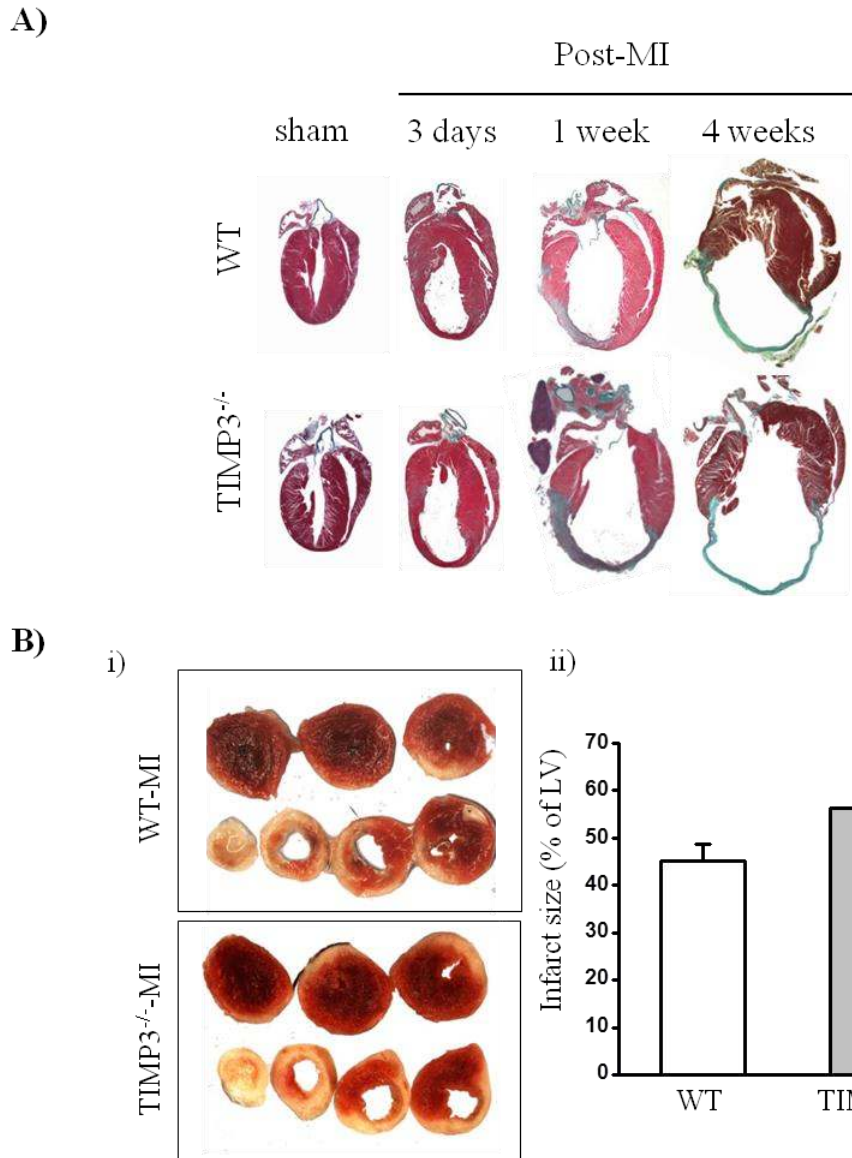 A)
Post-MI
sham 3 days 1 week 4 weeks
WT
TIMP3-/-
B)
i)
WT-MI
TIMP3-/--MI
ii)
Infarct size (% of LV)
70
60
50
40
30
20
10
0
WT TIM